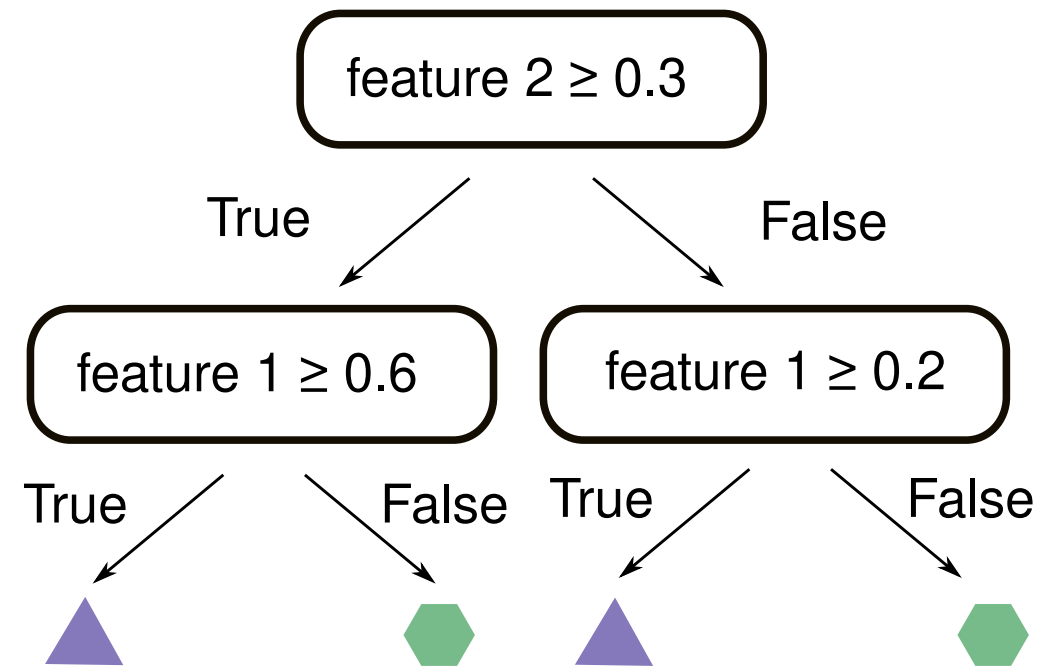 feature 2 ≥ 0.3
True
False
feature 1 ≥ 0.6
feature 1 ≥ 0.2
True
False
True
False